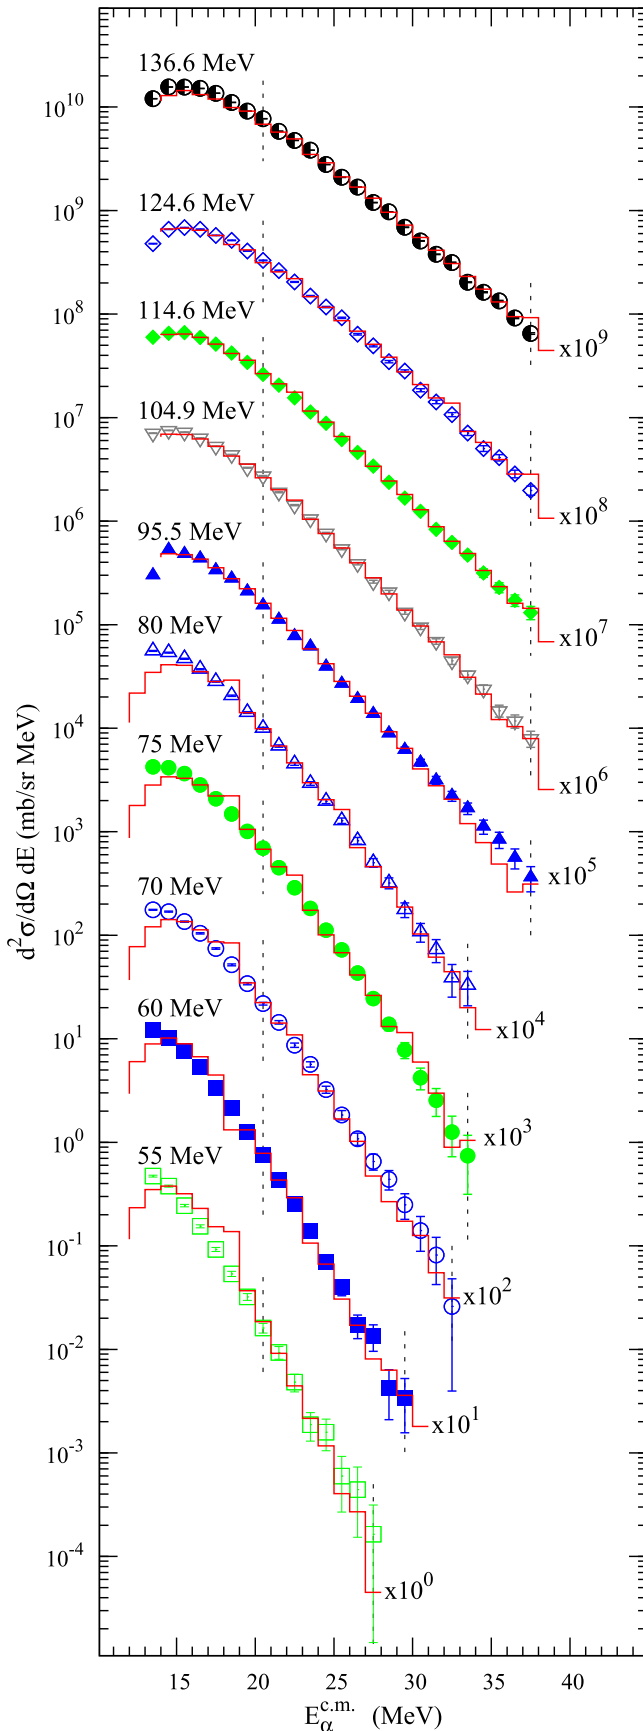 136.6 MeV
10^10
124.6 MeV
10^9
114.6 MeV
10^8
x10^9
104.9 MeV
10^7
x10^8
95.5 MeV
10^6
x10^7
80 MeV
10^5
x10^6
75 MeV
10^4
x10^5
70 MeV
10^3
x10^4
60 MeV
10^2
x10^3
55 MeV
10^1
x10^2
10^0
x10^1
10^-1
x10^0
10^-2
10^-3
10^-4
d²σ/dΩ dE (mb/sr MeV)
15 20 25 30 35 40
E_α^c.m. (MeV)